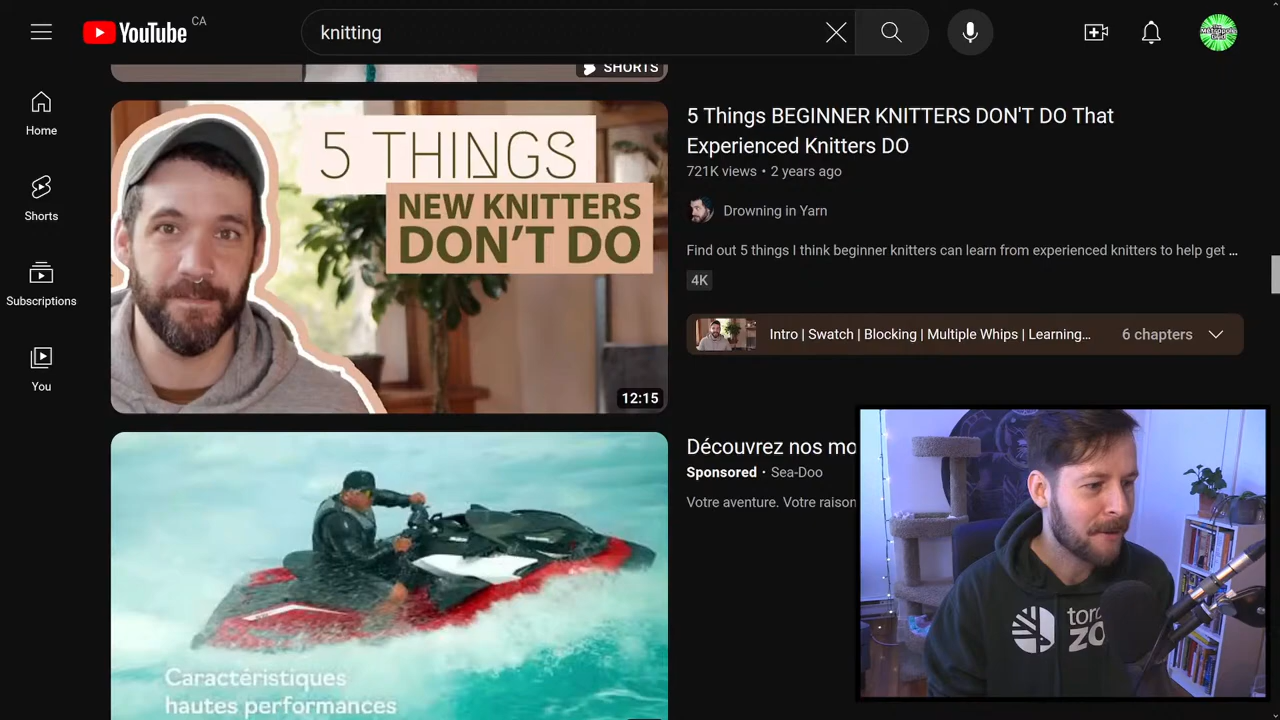 YouTube
CA
knitting
SHORTS
Home
Shorts
Subscriptions
You
5 THINGS
NEW KNITTERS
DON'T DO
12:15
5 Things BEGINNER KNITTERS DON'T DO That
Experienced Knitters DO
721K views • 2 years ago
Drowning in Yarn
Find out 5 things I think beginner knitters can learn from experienced knitters to help get ...
4K
Intro | Swatch | Blocking | Multiple Whips | Learning...
6 chapters
Découvrez nos mo
Sponsored · Sea-Doo
Votre aventure. Votre raison
Caractéristiques
hautes performances